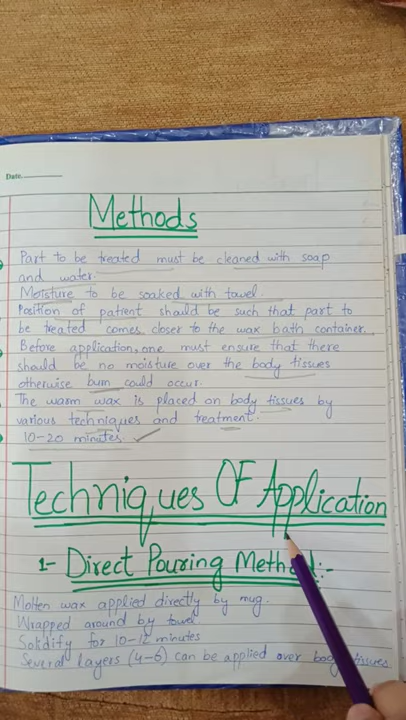 Date.
Methods
Part to be treated must be cleaned with soap
and water.
Moisture to be soaked with towel.
Position of patient should be such that part to
be treated comes closer to the wax bath container.
Before application, one must ensure that there
should be no moisture over the body tissues
otherwise burn could occur.
The warm wax is placed on body tissues by
various techniques and treatment.
10-20 minutes.
Techniques OF Application
1- Direct Pouring Method:-
Molten wax applied directly by mug.
Wrapped around by towel
Solidify for 10-12 minutes
Several layers (4-6) can be applied over body tissues.